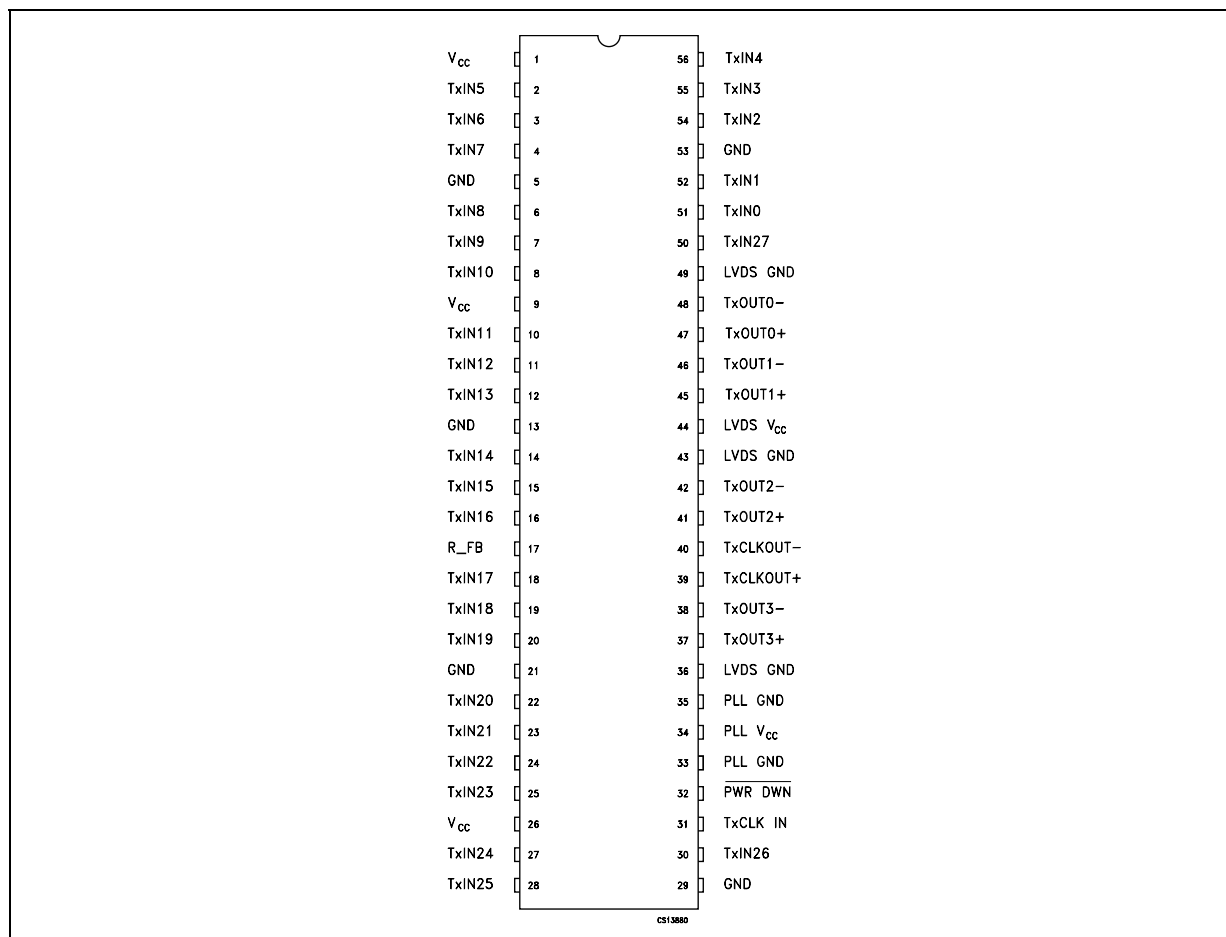 V_CC 1 56 TxIN4
TxIN5 2 55 TxIN3
TxIN6 3 54 TxIN2
TxIN7 4 53 GND
GND 5 52 TxIN1
TxIN8 6 51 TxIN0
TxIN9 7 50 TxIN27
TxIN10 8 49 LVDS GND
V_CC 9 48 TxOUT0-
TxIN11 10 47 TxOUT0+
TxIN12 11 46 TxOUT1-
TxIN13 12 45 TxOUT1+
GND 13 44 LVDS V_CC
TxIN14 14 43 LVDS GND
TxIN15 15 42 TxOUT2-
TxIN16 16 41 TxOUT2+
R_FB 17 40 TxCLKOUT-
TxIN17 18 39 TxCLKOUT+
TxIN18 19 38 TxOUT3-
TxIN19 20 37 TxOUT3+
GND 21 36 LVDS GND
TxIN20 22 35 PLL GND
TxIN21 23 34 PLL V_CC
TxIN22 24 33 PLL GND
TxIN23 25 32 PWR DWN
V_CC 26 31 TxCLK IN
TxIN24 27 30 TxIN26
TxIN25 28 29 GND
CS13880